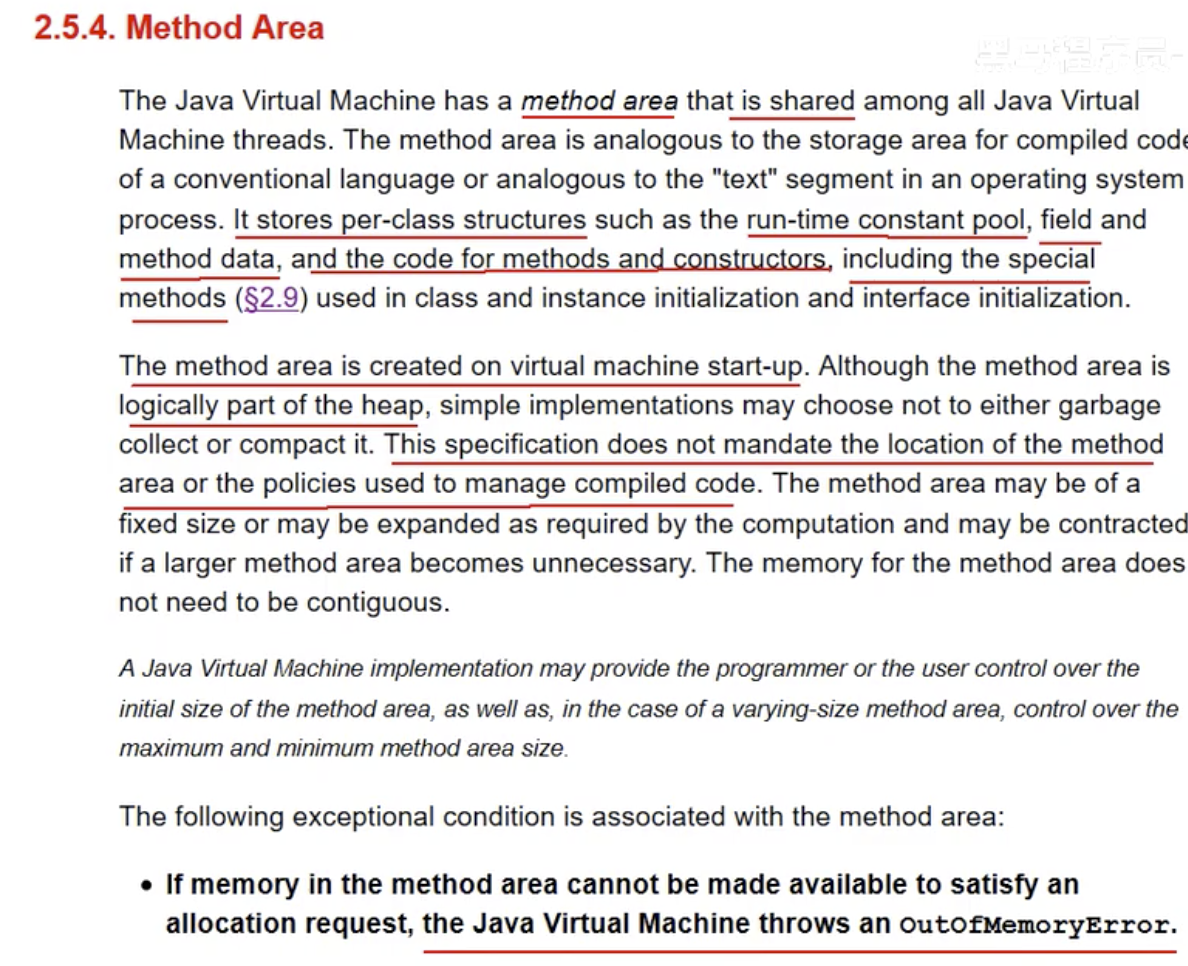 2.5.4. Method Area
黑马程序员-
The Java Virtual Machine has a method area that is shared among all Java Virtual
Machine threads. The method area is analogous to the storage area for compiled code
of a conventional language or analogous to the "text" segment in an operating system
process. It stores per-class structures such as the run-time constant pool, field and
method data, and the code for methods and constructors, including the special
methods (§2.9) used in class and instance initialization and interface initialization.
The method area is created on virtual machine start-up. Although the method area is
logically part of the heap, simple implementations may choose not to either garbage
collect or compact it. This specification does not mandate the location of the method
area or the policies used to manage compiled code. The method area may be of a
fixed size or may be expanded as required by the computation and may be contracted
if a larger method area becomes unnecessary. The memory for the method area does
not need to be contiguous.
A Java Virtual Machine implementation may provide the programmer or the user control over the
initial size of the method area, as well as, in the case of a varying-size method area, control over the
maximum and minimum method area size.
The following exceptional condition is associated with the method area:
• If memory in the method area cannot be made available to satisfy an
allocation request, the Java Virtual Machine throws an OutOfMemoryError.